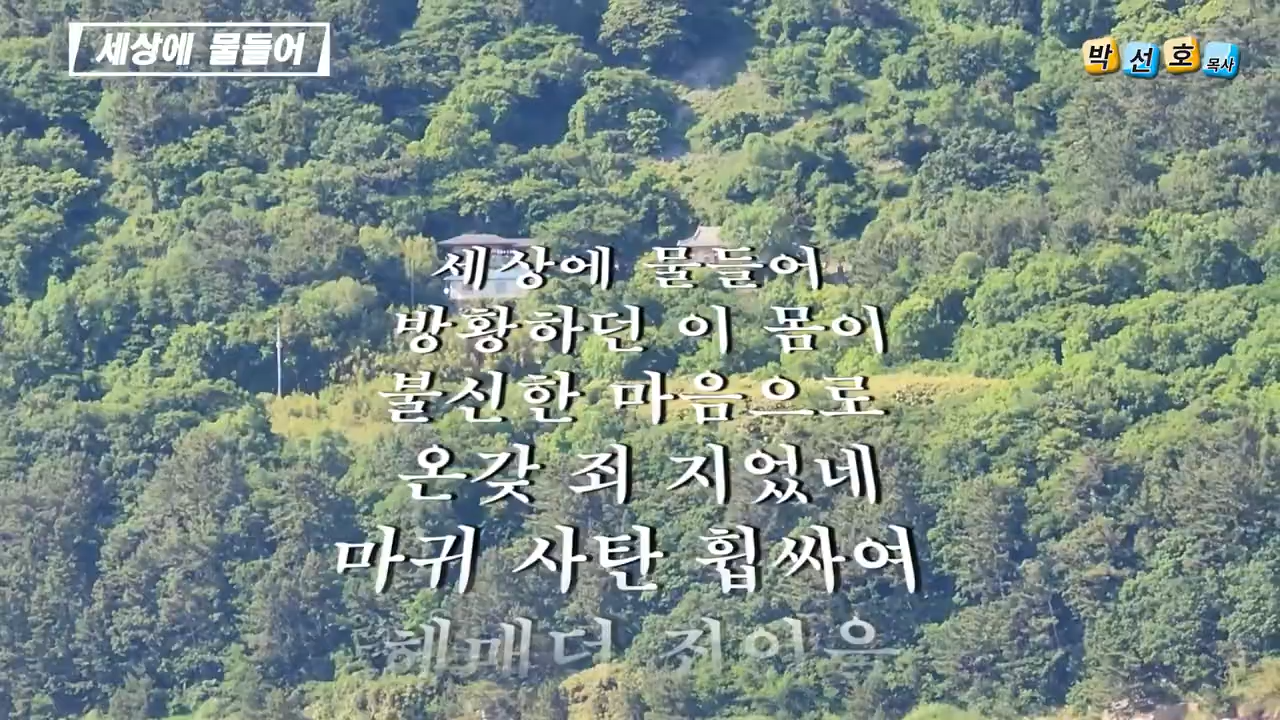 세상에 물들어
박선호 목사
세상에 물들어
방황하던 이 몸이
불신한 마음으로
온갖 죄 지었네
마귀 사탄 휩싸여